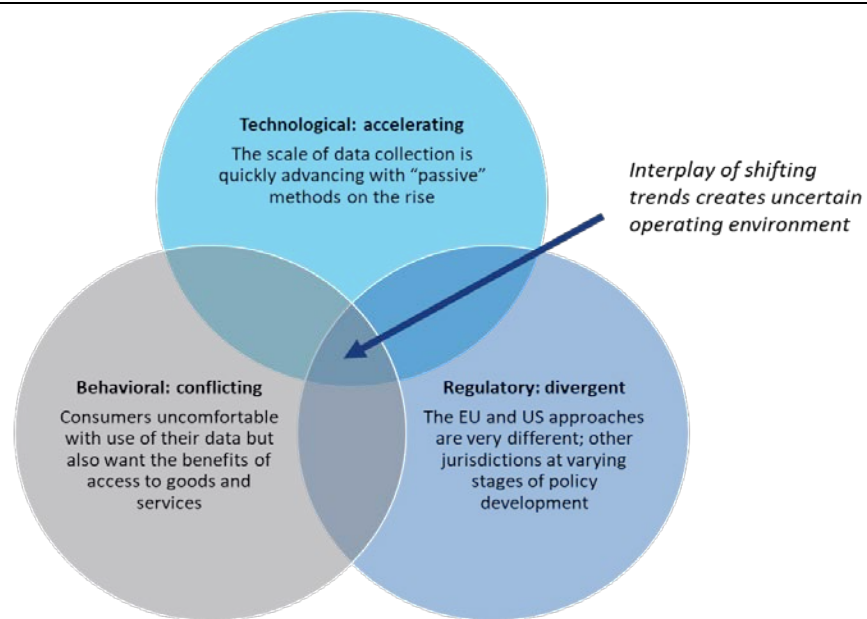 Technological: accelerating
The scale of data collection is
quickly advancing with “passive”
methods on the rise
Interplay of shifting
trends creates uncertain
operating environment
Behavioral: conflicting
Consumers uncomfortable
with use of their data but
also want the benefits of
access to goods and
services
Regulatory: divergent
The EU and US approaches
are very different; other
jurisdictions at varying
stages of policy
development